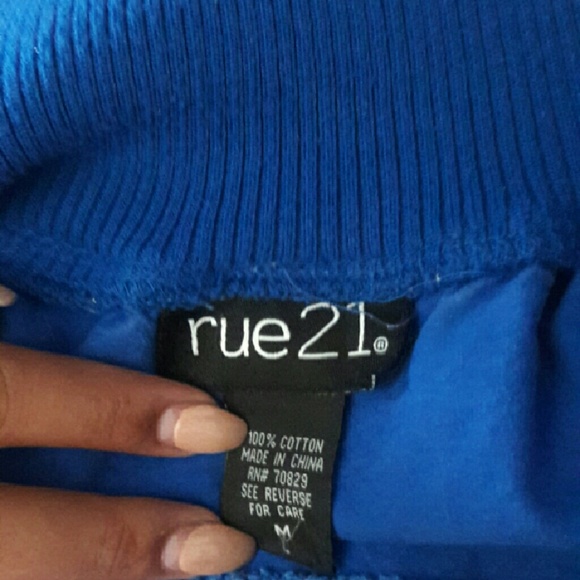 rue21®
100% COTTON
MADE IN CHINA
RN# 70829
SEE REVERSE
FOR CARE
M